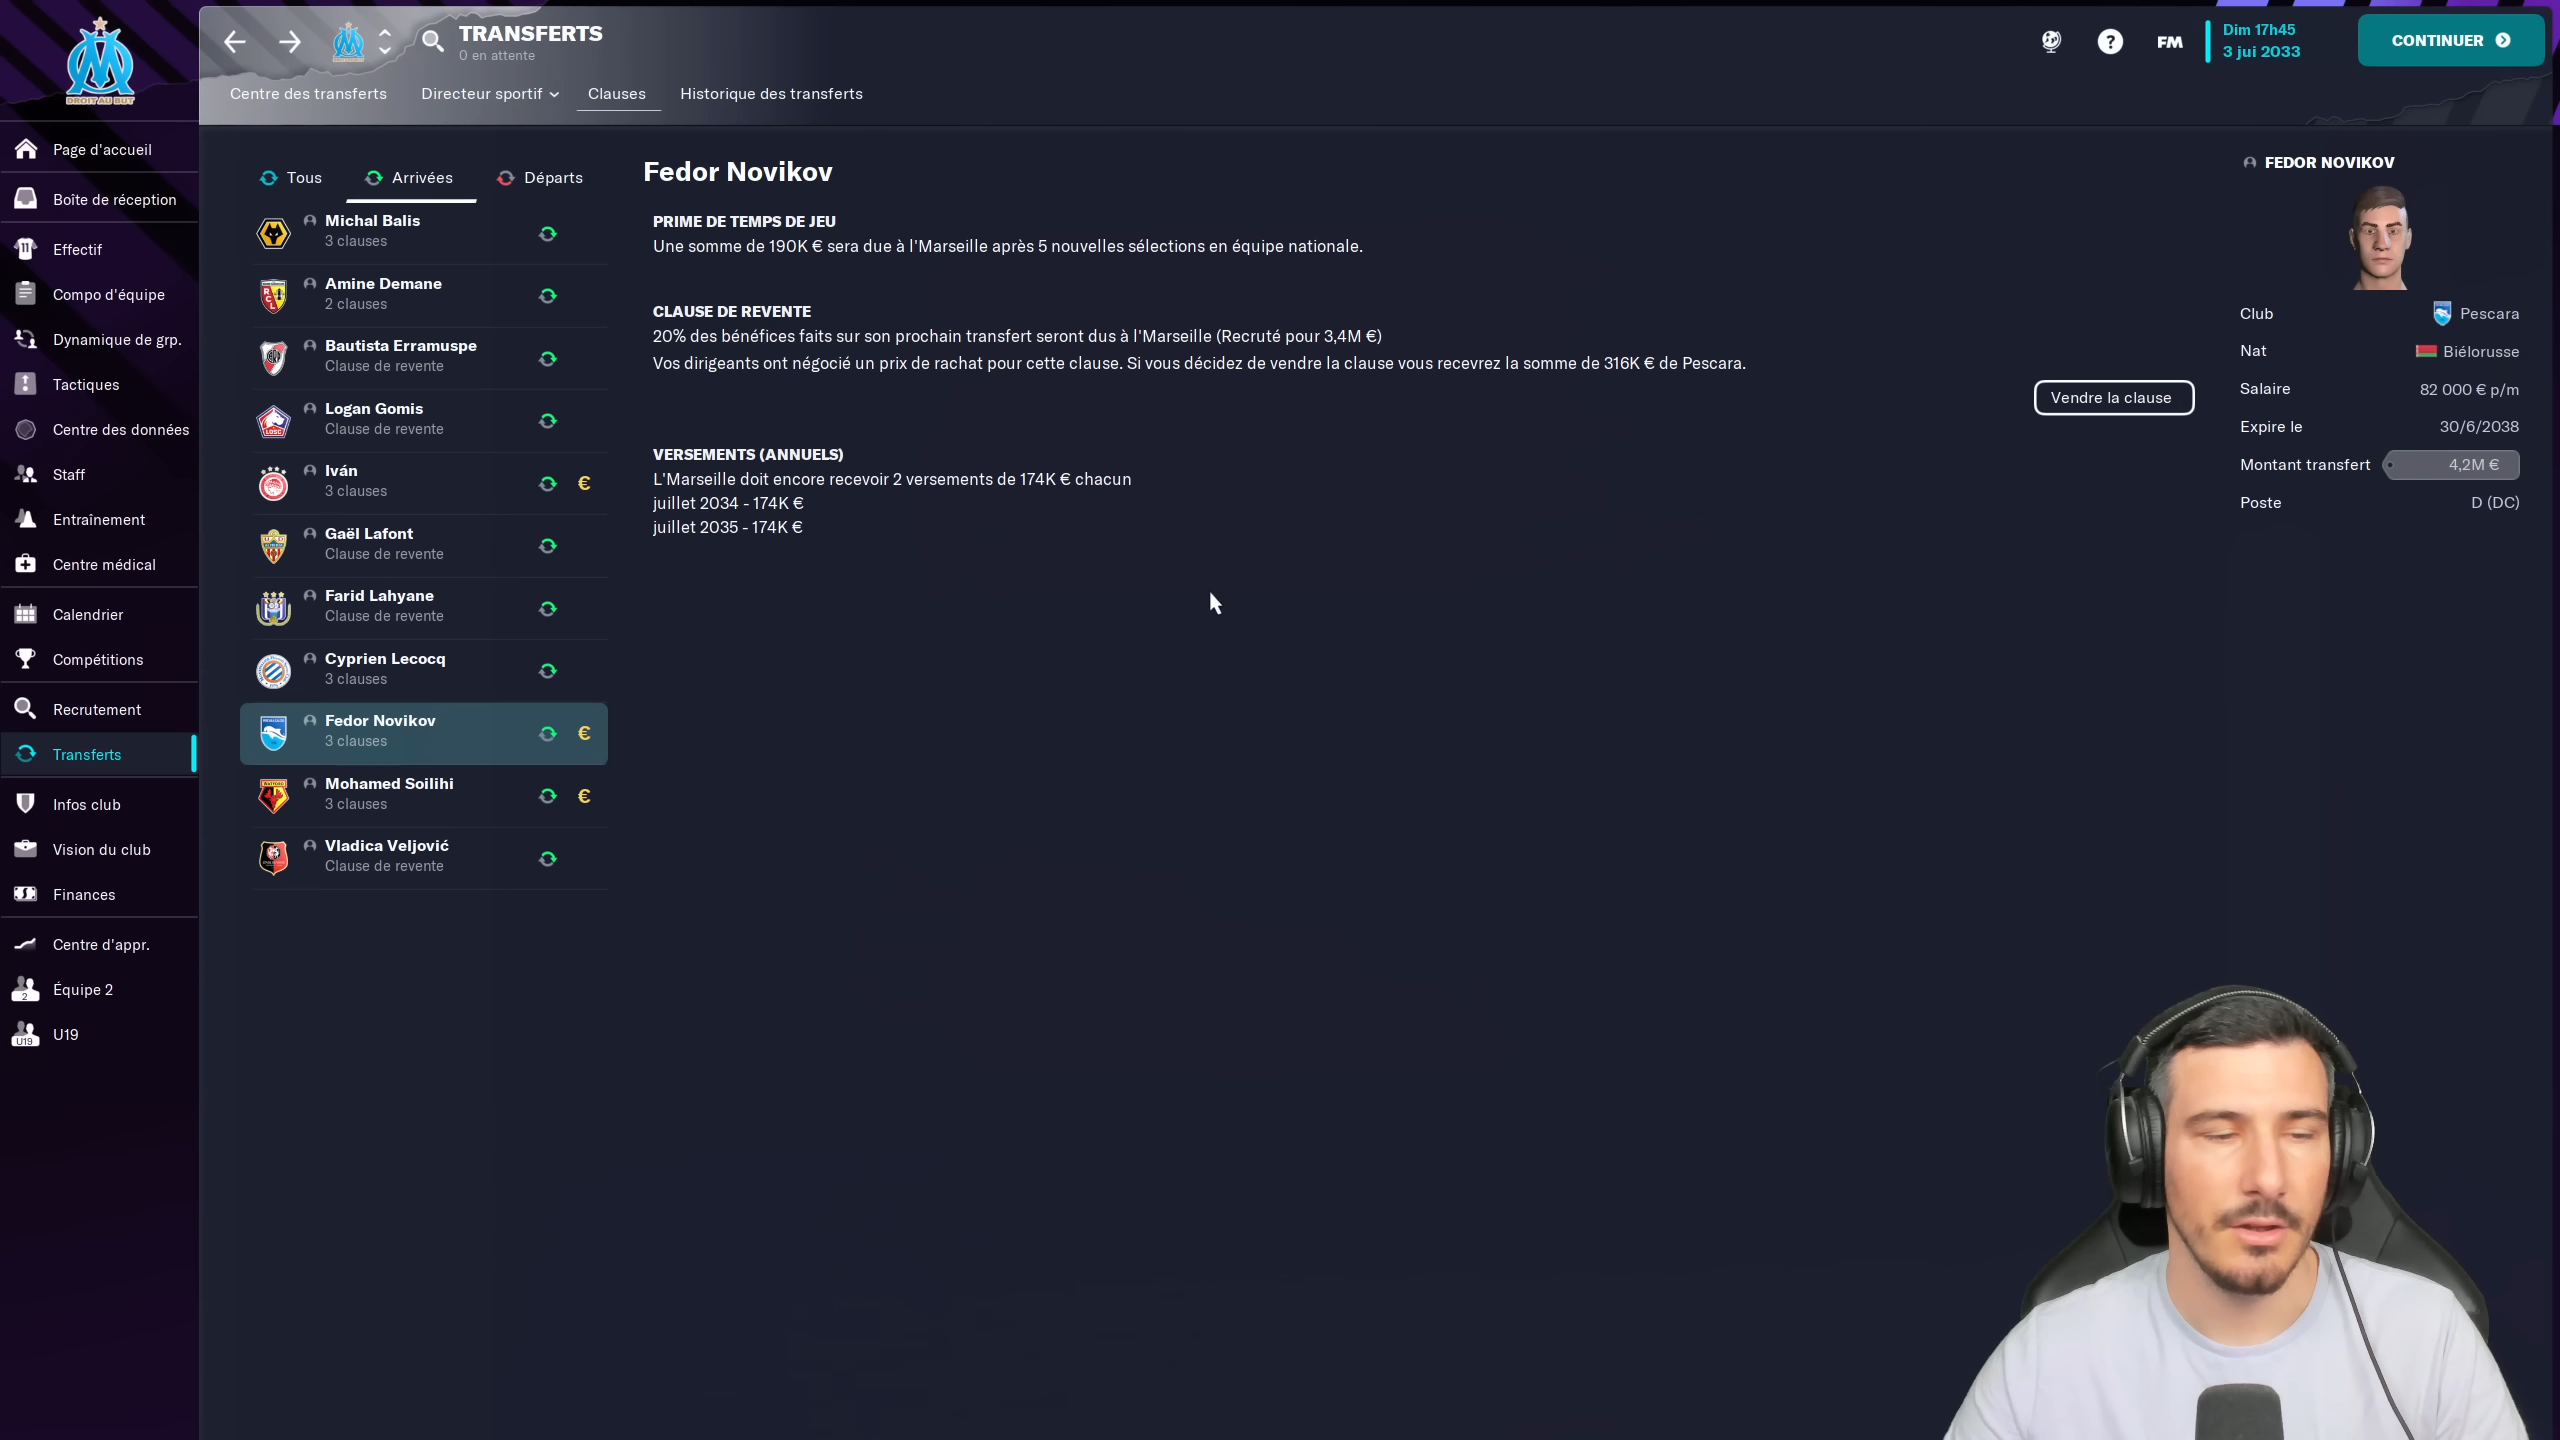 DROIT AU BUT
TRANSFERTS
0 en attente
FM
Dim 17h45
3 jui 2033
CONTINUER
Centre des transferts
Directeur sportif
Clauses
Historique des transferts
Page d'accueil
Boîte de réception
Effectif
Compo d'équipe
Dynamique de grp.
Tactiques
Centre des données
Staff
Entraînement
Centre médical
Calendrier
Compétitions
Recrutement
Transferts
Infos club
Vision du club
Finances
Centre d'appr.
2
Équipe 2
U19
U19
Tous
Arrivées
Départs
Michal Balis
3 clauses
Amine Demane
2 clauses
Bautista Erramuspe
Clause de revente
Logan Gomis
Clause de revente
Iván
3 clauses
€
Gaël Lafont
Clause de revente
Farid Lahyane
Clause de revente
Cyprien Lecocq
3 clauses
Fedor Novikov
3 clauses
€
Mohamed Soilihi
3 clauses
€
Vladica Veljović
Clause de revente
Fedor Novikov
PRIME DE TEMPS DE JEU
Une somme de 190K € sera due à l'Marseille après 5 nouvelles sélections en équipe nationale.
CLAUSE DE REVENTE
20% des bénéfices faits sur son prochain transfert seront dus à l'Marseille (Recruté pour 3,4M €)
Vos dirigeants ont négocié un prix de rachat pour cette clause. Si vous décidez de vendre la clause vous recevrez la somme de 316K € de Pescara.
Vendre la clause
VERSEMENTS (ANNUELS)
L'Marseille doit encore recevoir 2 versements de 174K € chacun
juillet 2034 - 174K €
juillet 2035 - 174K €
FEDOR NOVIKOV
Club Pescara
Nat Biélorusse
Salaire 82 000 € p/m
Expire le 30/6/2038
Montant transfert 4,2M €
Poste D (DC)